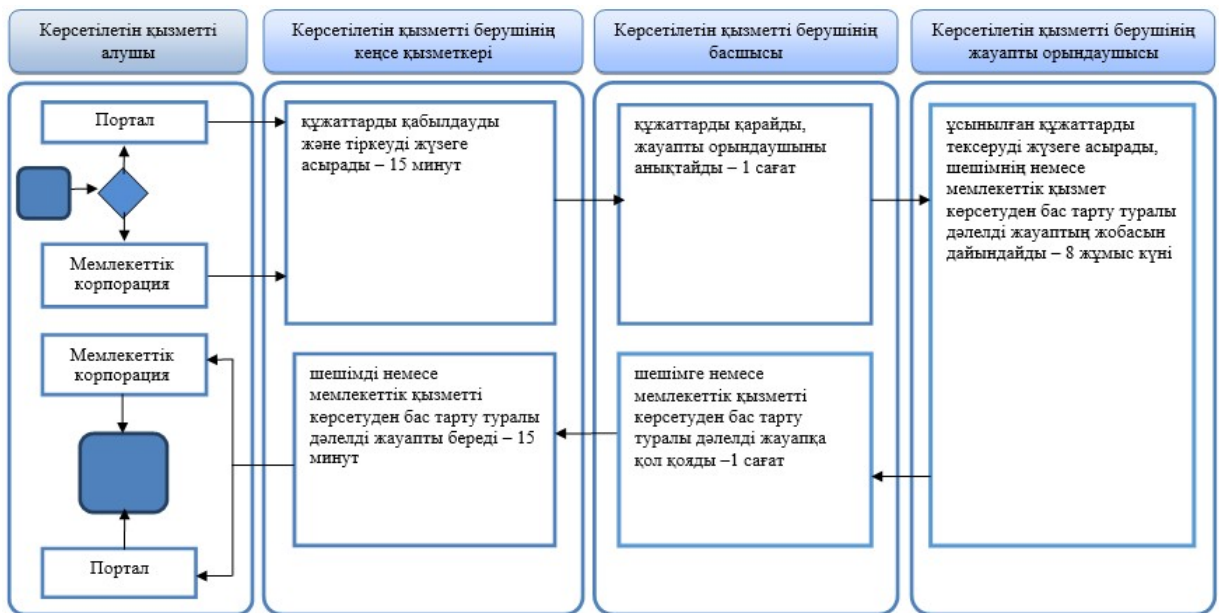 Көрсетілетін қызметті
алушы
Көрсетілетін қызметті берушінің
кеңсе қызметкері
Көрсетілетін қызметті берушінің
басшысы
Көрсетілетін қызметті берушінің
жауапты орындаушысы
Портал
Мемлекеттік
корпорация
Мемлекеттік
корпорация
Портал
құжаттарды қабылдауды
және тіркеуді жүзеге
асырады – 15 минут
шешімді немесе
мемлекеттік қызметті
көрсетуден бас тарту туралы
дәлелді жауапты береді – 15
минут
құжаттарды қарайды,
жауапты орындаушыны
анықтайды – 1 сағат
шешімге немесе
мемлекеттік қызметті
көрсетуден бас тарту
туралы дәлелді жауапқа
қол қояды –1 сағат
ұсынылған құжаттарды
тексеруді жүзеге асырады,
шешімнің немесе
мемлекеттік қызмет
көрсетуден бас тарту туралы
дәлелді жауаптың жобасын
дайындайды – 8 жұмыс күні